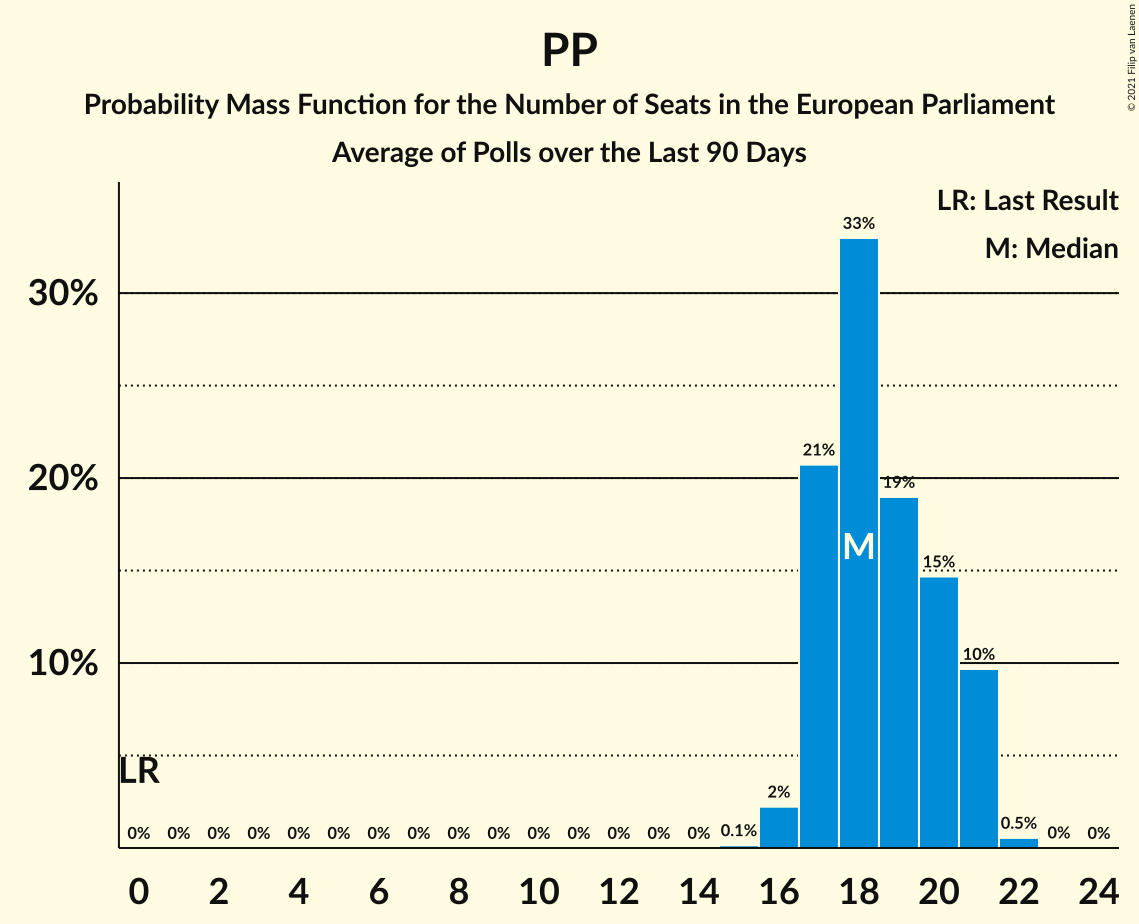 PP
Probability Mass Function for the Number of Seats in the European Parliament
Average of Polls over the Last 90 Days
© 2021 Filip van Laenen
LR: Last Result
M: Median
30%
20%
10%
33%
21%
19%
M
15%
10%
LR
2%
0% 0% 0% 0% 0% 0% 0% 0% 0% 0% 0% 0% 0% 0% 0% 0.1% 0.5% 0% 0%
0 2 4 6 8 10 12 14 16 18 20 22 24